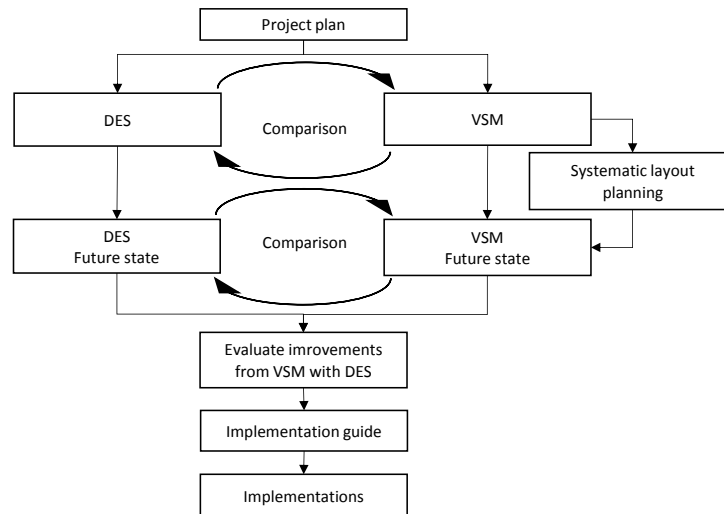 Project plan
DES
Comparison
VSM
Systematic layout
planning
DES
Future state
Comparison
VSM
Future state
Evaluate imrovements
from VSM with DES
Implementation guide
Implementations